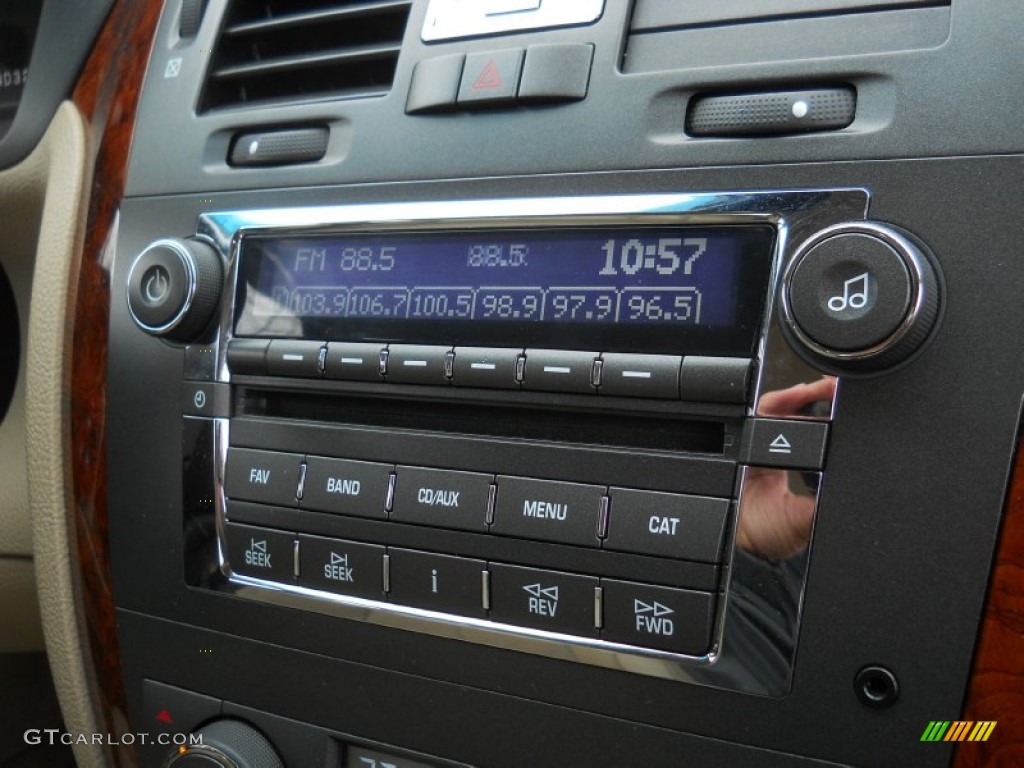 FM 88.5 88.5 10:57
103.9 106.7 100.5 98.9 97.9 96.5
FAV BAND CD/AUX MENU CAT
SEEK SEEK i REV FWD
GTCARLOT.COM